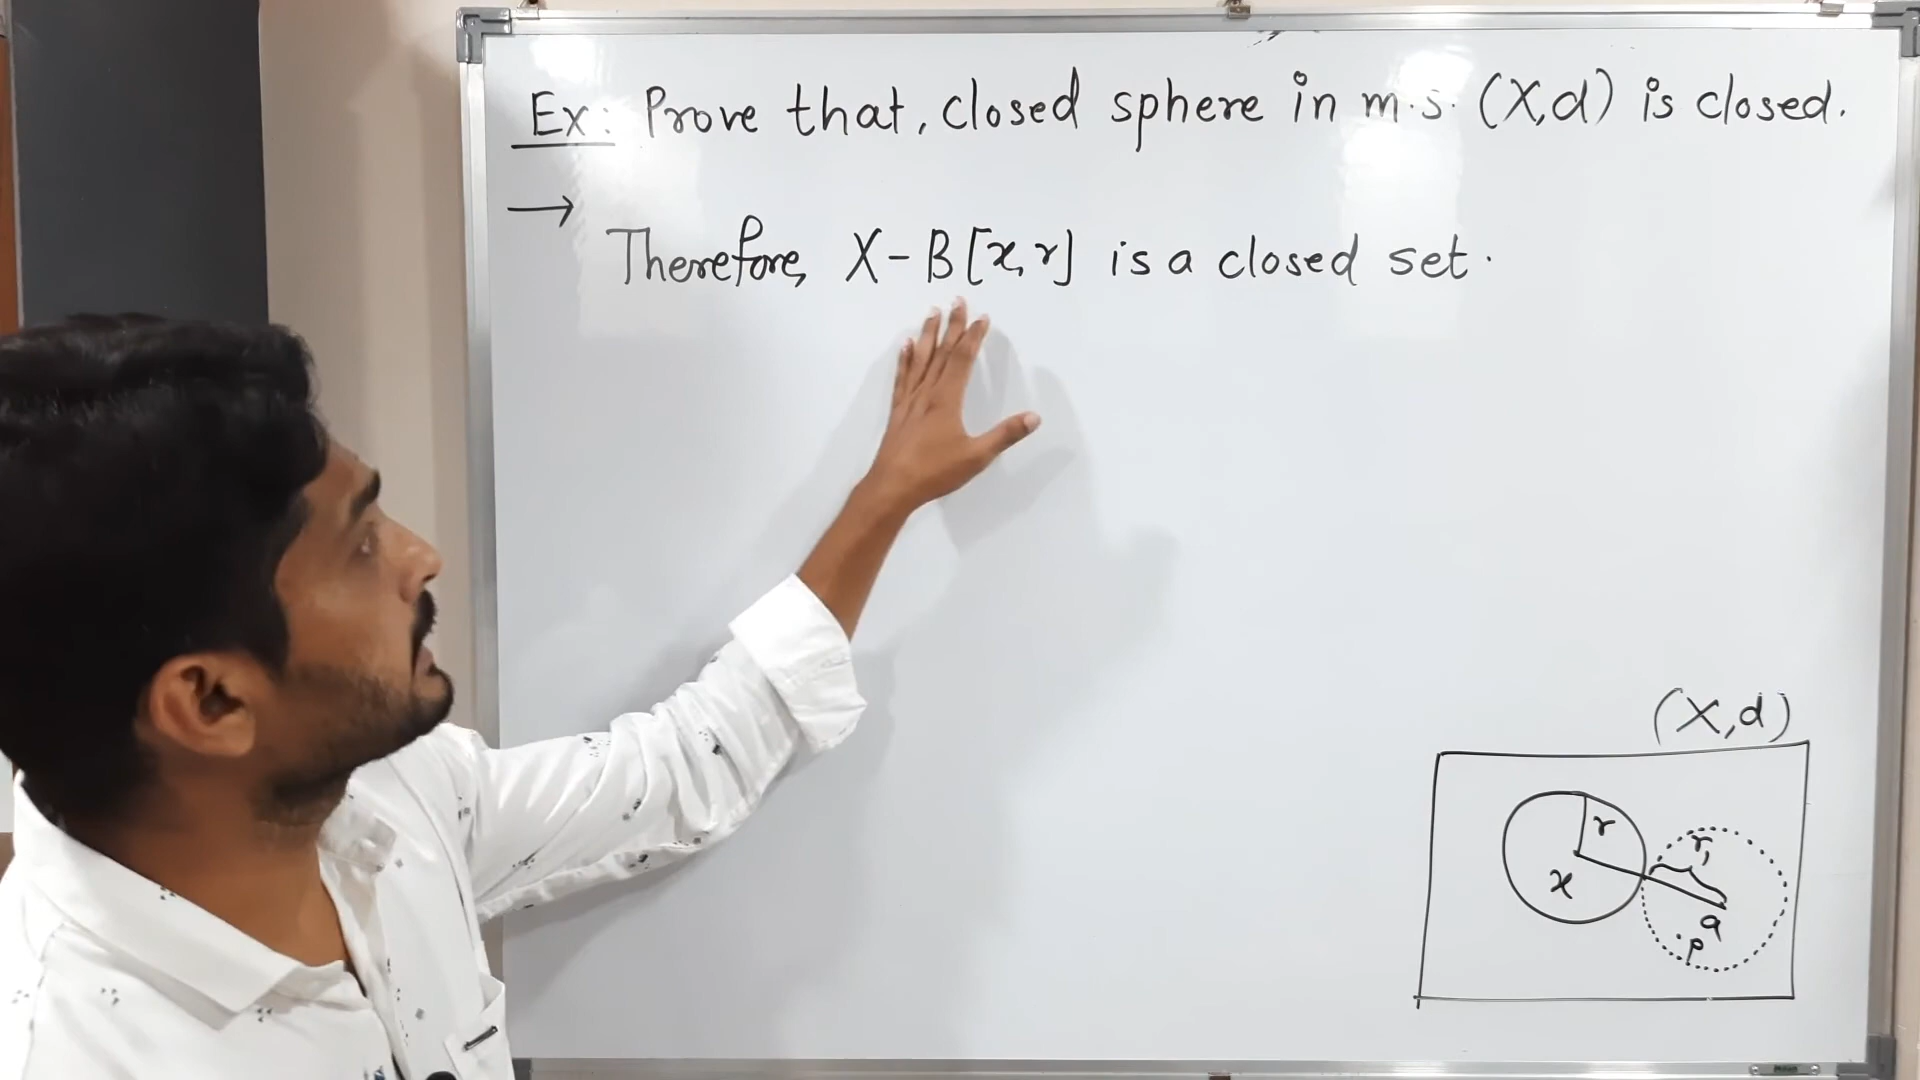 Ex: Prove that, closed sphere in m.s. (X,d) is closed.
→
Therefore, X - B[x,r] is a closed set.
(X,d)
r
r₁
x
a
p